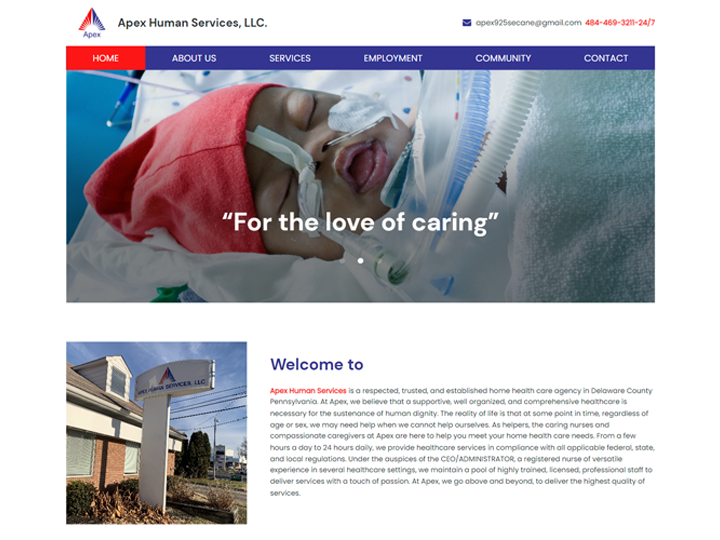 Apex
Apex Human Services, LLC.
apex925secane@gmail.com 484-469-3211-24/7
HOME ABOUT US SERVICES EMPLOYMENT COMMUNITY CONTACT
“For the love of caring”
APEX HUMAN SERVICES, LLC
Welcome to
Apex Human Services is a respected, trusted, and established home health care agency in Delaware County
Pennsylvania. At Apex, we believe that a supportive, well organized, and comprehensive healthcare is
necessary for the sustenance of human dignity. The reality of life is that at some point in time, regardless of
age or sex, we may need help when we cannot help ourselves. As helpers, the caring nurses and
compassionate caregivers at Apex are here to help you meet your home health care needs. From a few
hours a day to 24 hours daily, we provide healthcare services in compliance with all applicable federal, state,
and local regulations. Under the auspices of the CEO/ADMINISTRATOR, a registered nurse of versatile
experience in several healthcare settings, we maintain a pool of highly trained, licensed, professional staff to
deliver services with a touch of passion. At Apex, we go above and beyond, to deliver the highest quality of
services.